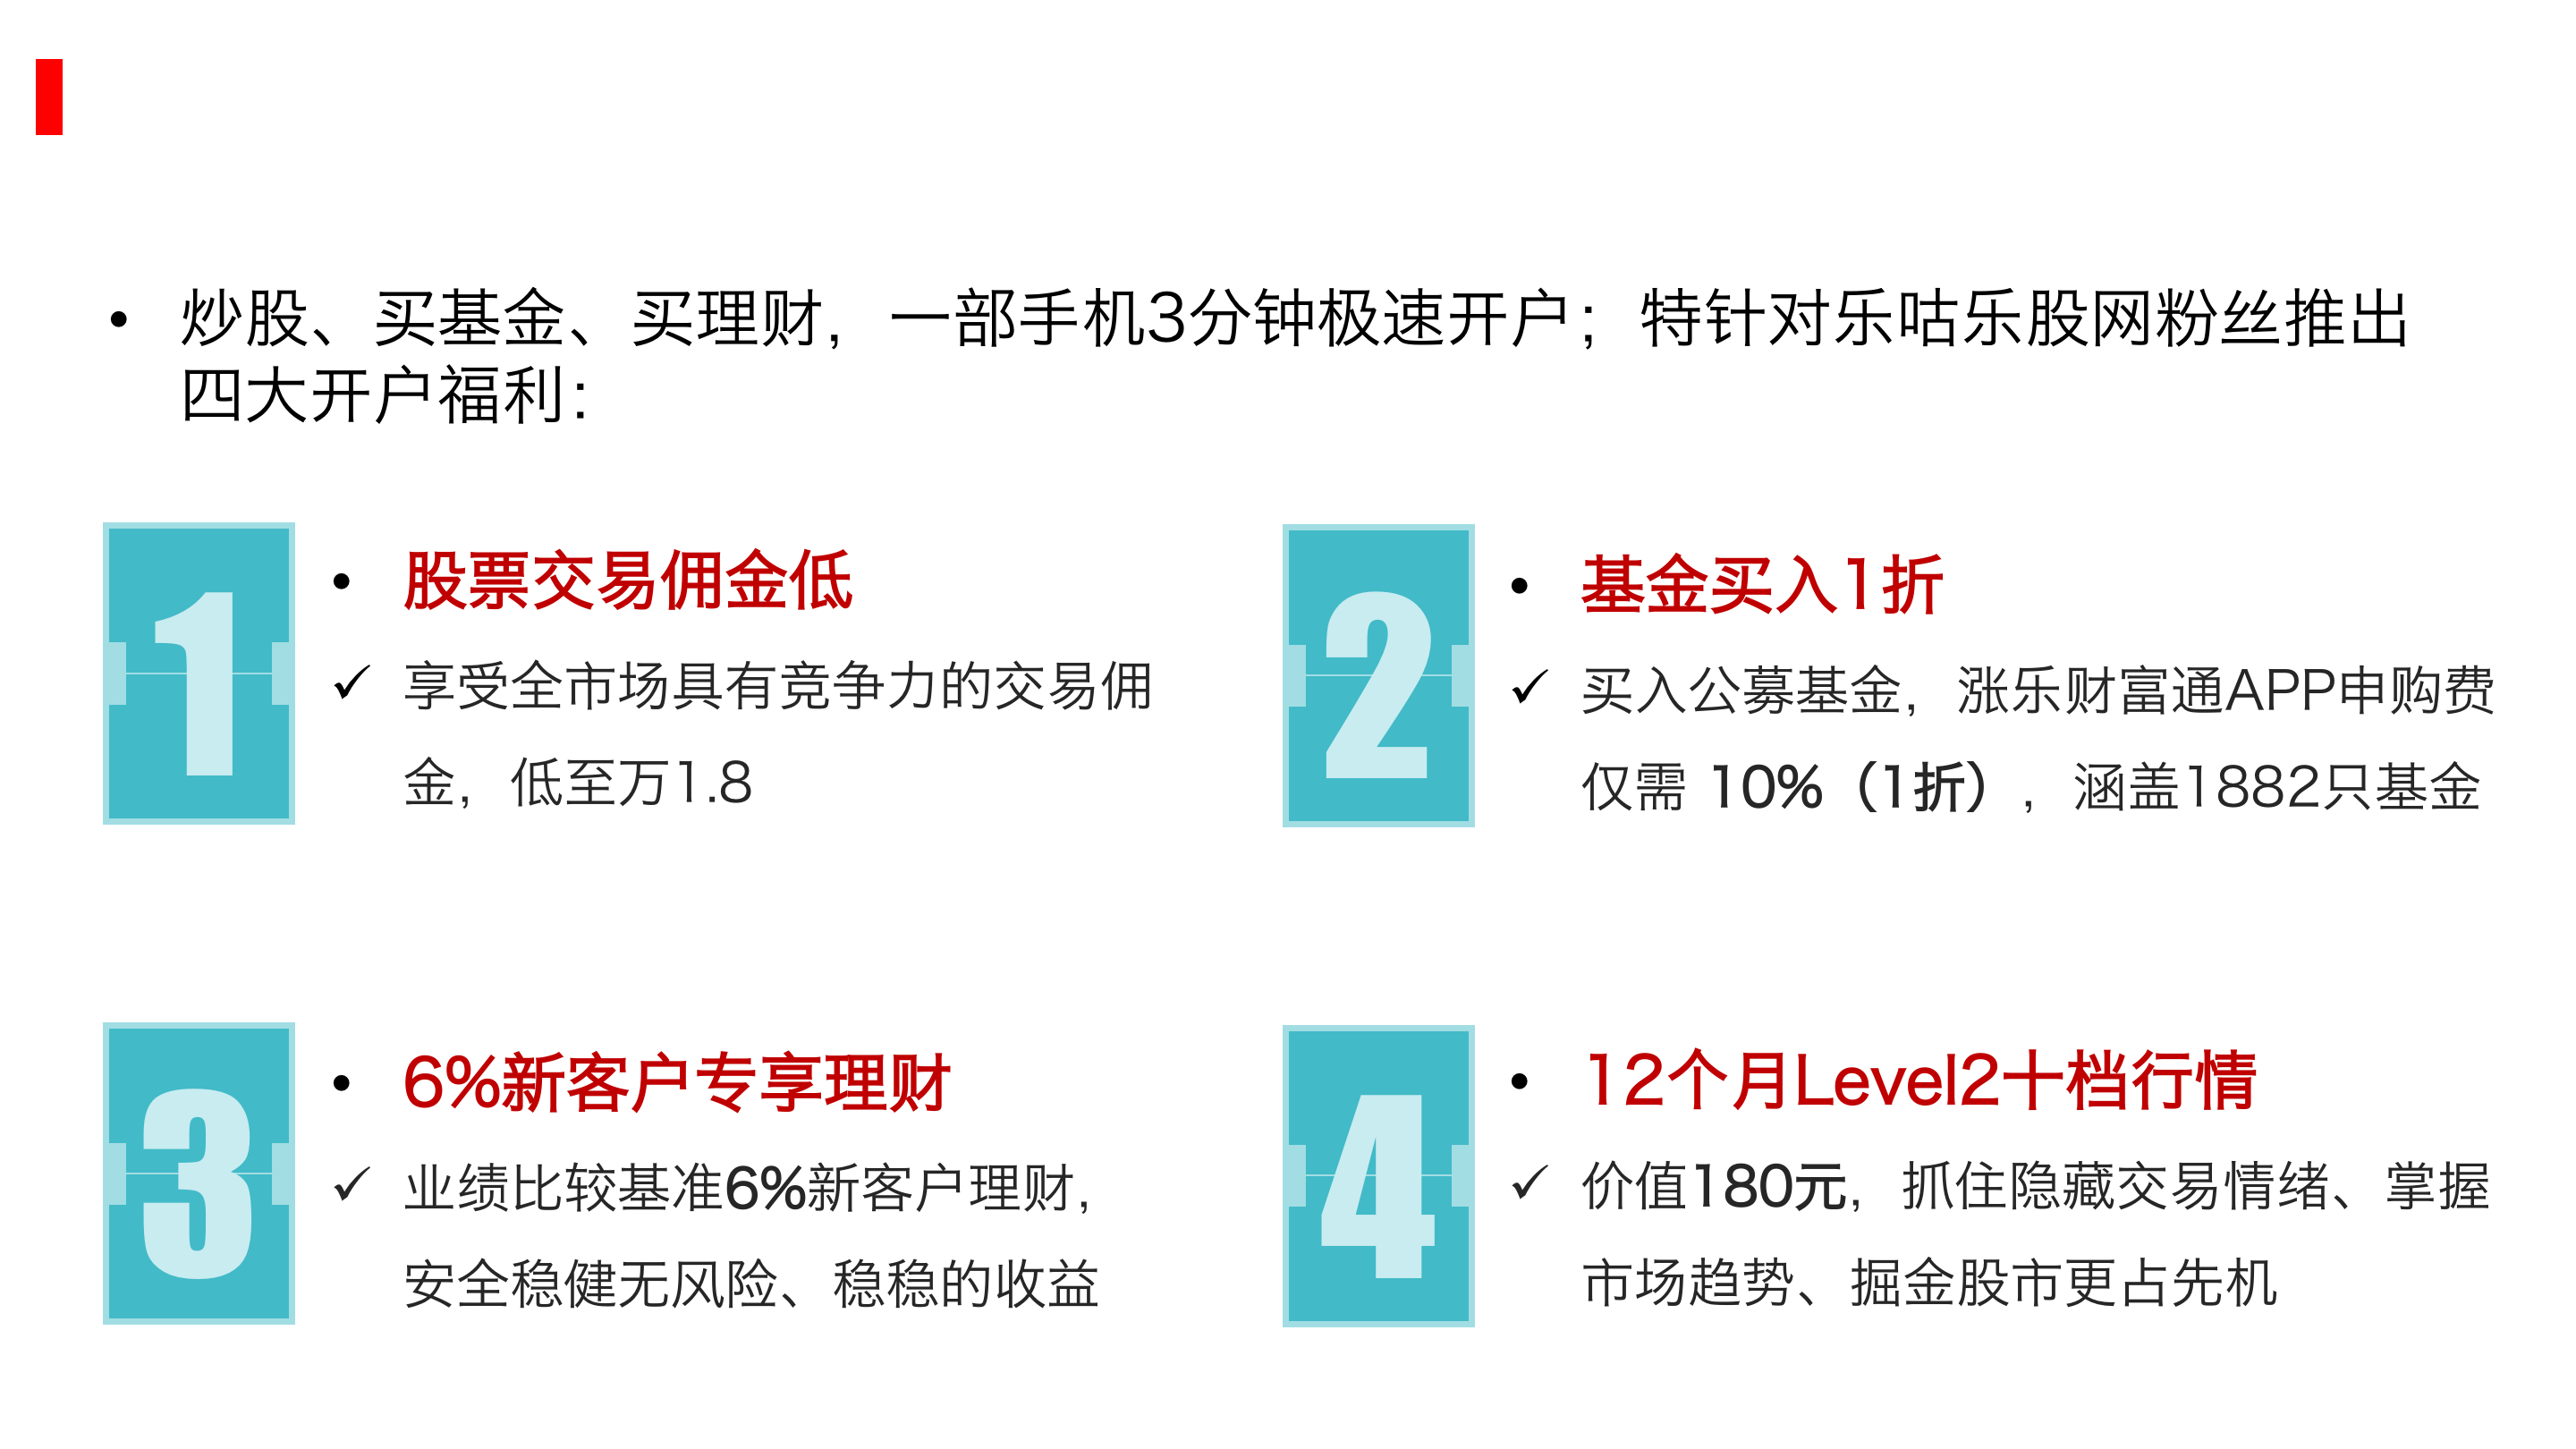 炒股、买基金、买理财，一部手机3分钟极速开户；特针对乐咕乐股网粉丝推出
四大开户福利：
1
股票交易佣金低
享受全市场具有竞争力的交易佣
金，低至万1.8
2
基金买入1折
买入公募基金，涨乐财富通APP申购费
仅需 10%（1折），涵盖1882只基金
3
6%新客户专享理财
业绩比较基准6%新客户理财，
安全稳健无风险、稳稳的收益
4
12个月Level2十档行情
价值180元，抓住隐藏交易情绪、掌握
市场趋势、掘金股市更占先机